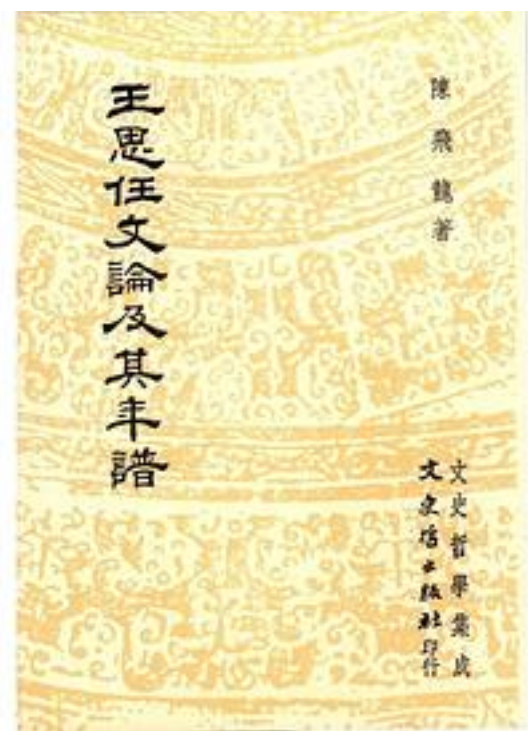 陳飛龍著
王思任文論及其年譜
文史哲學集成
文史哲出版社印行